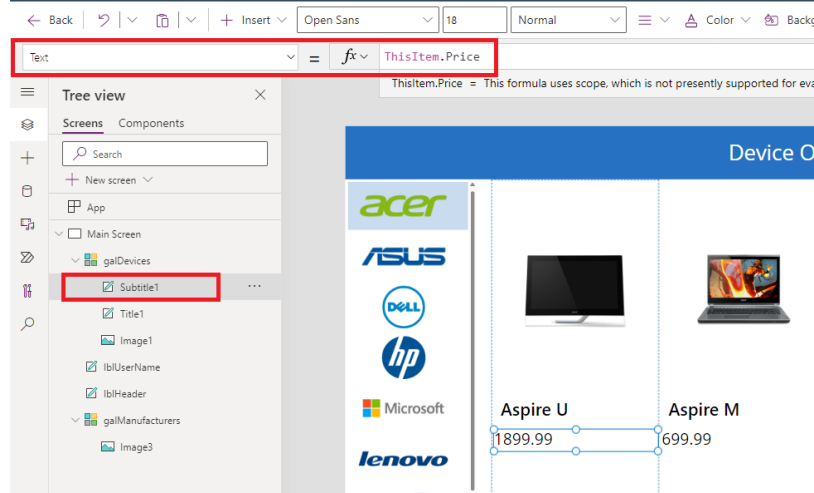 Back
Insert
Open Sans
18
Normal
Color
Backg
Text
=
fx
ThisItem.Price
ThisItem.Price = This formula uses scope, which is not presently supported for eva
Tree view
Screens
Components
Search
New screen
App
Main Screen
galDevices
Subtitle1
Title1
Image1
lblUserName
lblHeader
galManufacturers
Image3
Device O
acer
ASUS
DELL
hp
Microsoft
lenovo
Aspire U
Aspire M
1899.99
699.99